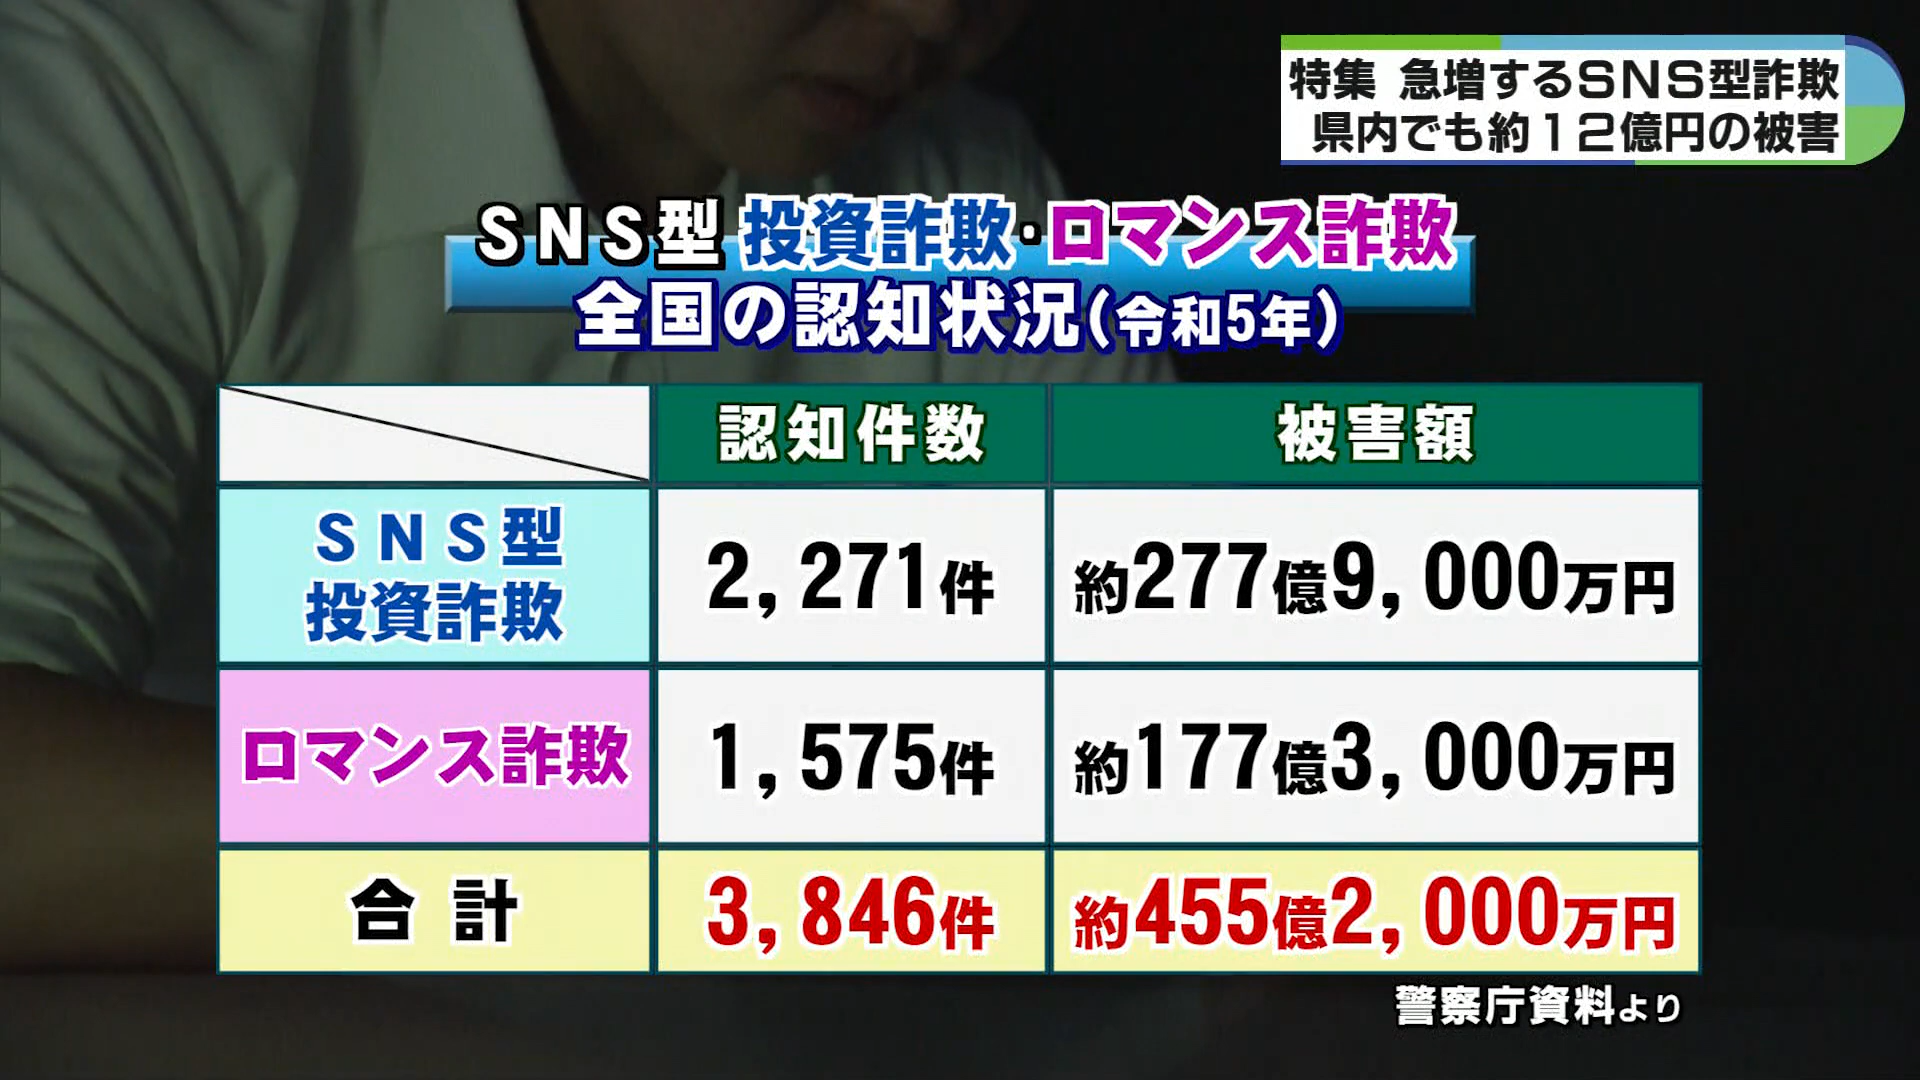 特集 急増するSNS型詐欺
県内でも約12億円の被害
SNS型 投資詐欺・ロマンス詐欺
全国の認知状況(令和5年)
認知件数 被害額
SNS型
投資詐欺
2,271件 約277億9,000万円
ロマンス詐欺 1,575件 約177億3,000万円
合計 3,846件 約455億2,000万円
警察庁資料より